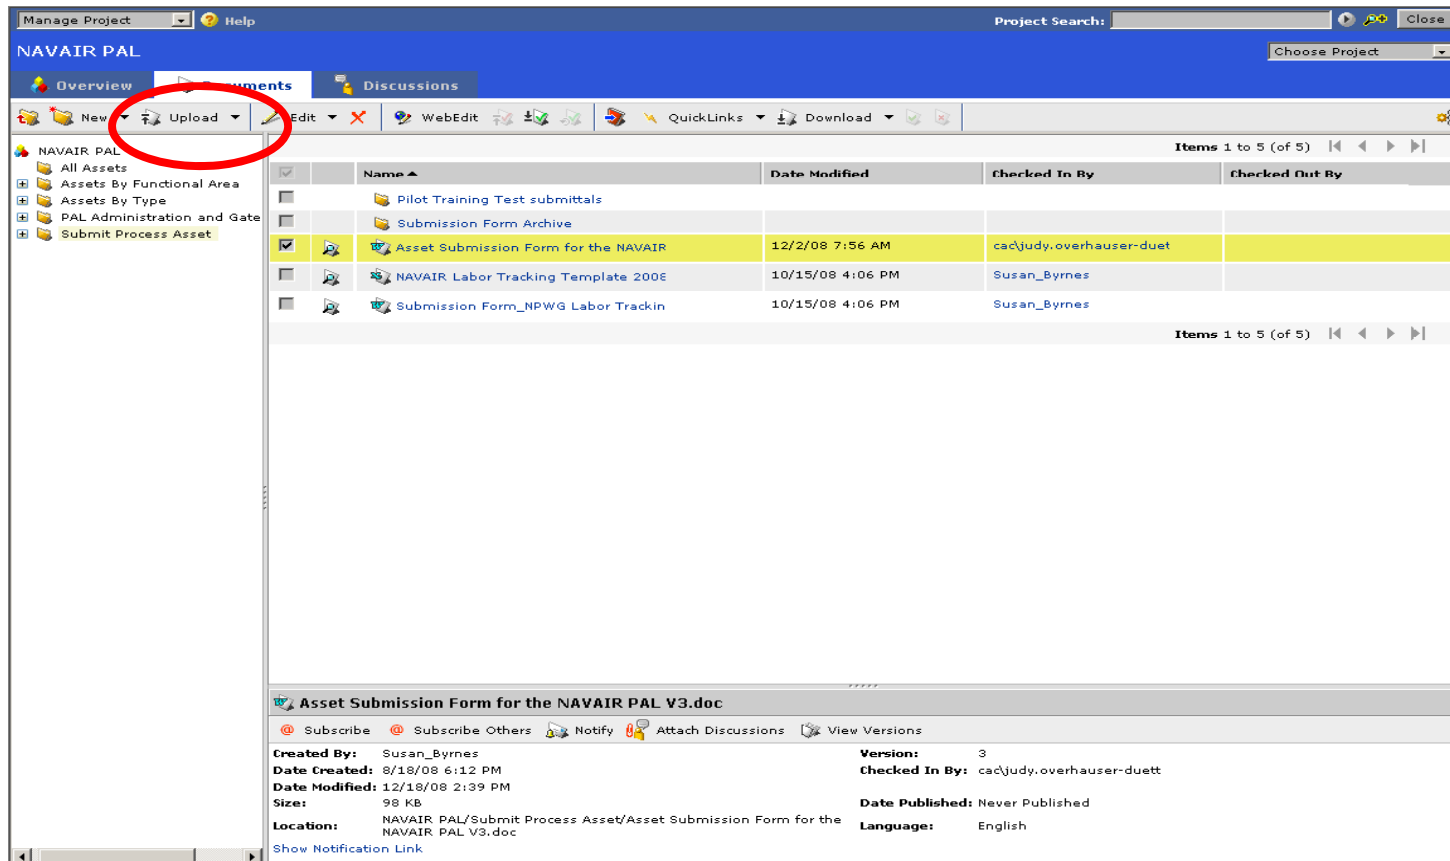 Manage Project Help Project Search: Close
NAVAIR PAL Choose Project
Overview Documents Discussions
New Upload Edit WebEdit QuickLinks Download
NAVAIR PAL
All Assets
Assets By Functional Area
Assets By Type
PAL Administration and Gate
Submit Process Asset
Items 1 to 5 (of 5)
Name Date Modified Checked In By Checked Out By
Pilot Training Test submittals
Submission Form Archive
Asset Submission Form for the NAVAIR 12/2/08 7:56 AM cac\judy.overhauser-duet
NAVAIR Labor Tracking Template 2008 10/15/08 4:06 PM Susan_Byrnes
Submission Form_NPWG Labor Trackin 10/15/08 4:06 PM Susan_Byrnes
Items 1 to 5 (of 5)
Asset Submission Form for the NAVAIR PAL V3.doc
@ Subscribe @ Subscribe Others Notify Attach Discussions View Versions
Created By: Susan_Byrnes Version: 3
Date Created: 8/18/08 6:12 PM Checked In By: cac\judy.overhauser-duett
Date Modified: 12/18/08 2:39 PM
Size: 98 KB Date Published: Never Published
Location: NAVAIR PAL/Submit Process Asset/Asset Submission Form for the
NAVAIR PAL V3.doc
Language: English
Show Notification Link